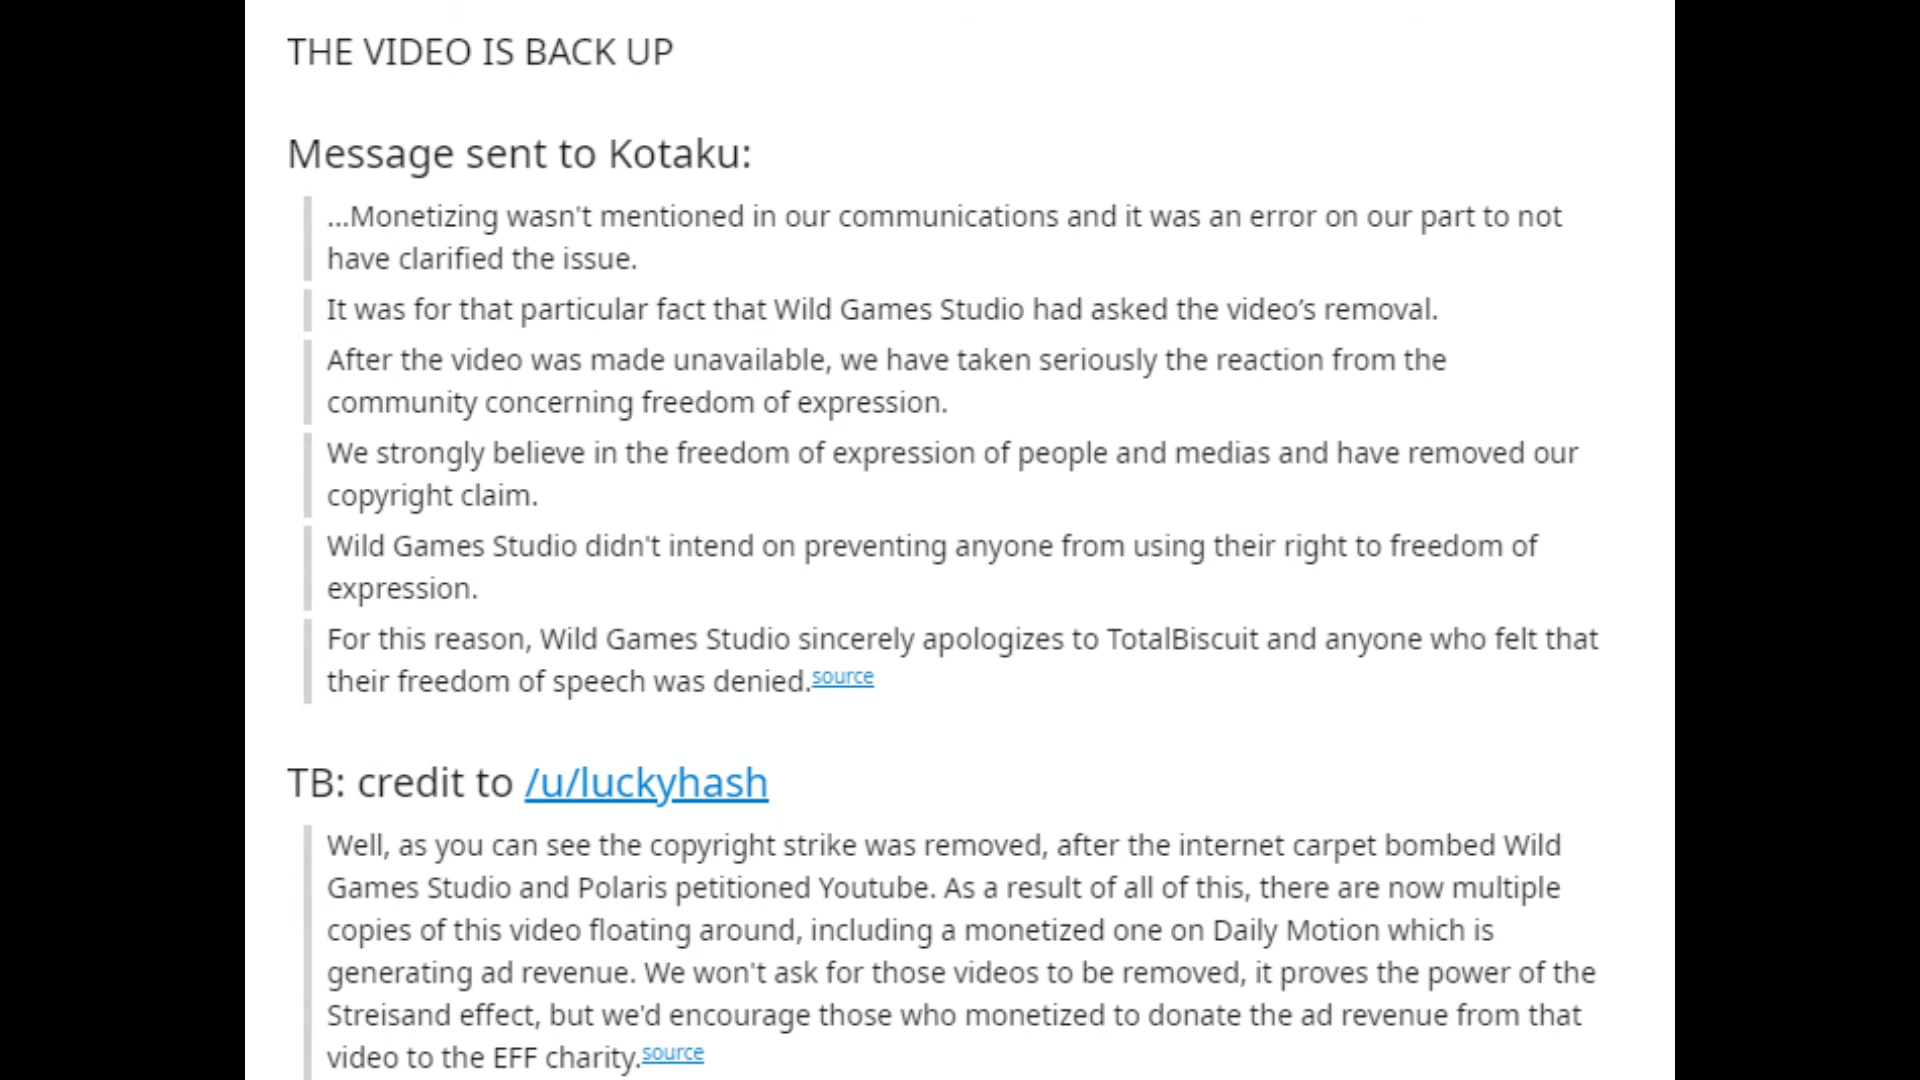 THE VIDEO IS BACK UP
Message sent to Kotaku:
...Monetizing wasn't mentioned in our communications and it was an error on our part to not
have clarified the issue.
It was for that particular fact that Wild Games Studio had asked the video’s removal.
After the video was made unavailable, we have taken seriously the reaction from the
community concerning freedom of expression.
We strongly believe in the freedom of expression of people and medias and have removed our
copyright claim.
Wild Games Studio didn't intend on preventing anyone from using their right to freedom of
expression.
For this reason, Wild Games Studio sincerely apologizes to TotalBiscuit and anyone who felt that
their freedom of speech was denied.source
TB: credit to /u/luckyhash
Well, as you can see the copyright strike was removed, after the internet carpet bombed Wild
Games Studio and Polaris petitioned Youtube. As a result of all of this, there are now multiple
copies of this video floating around, including a monetized one on Daily Motion which is
generating ad revenue. We won't ask for those videos to be removed, it proves the power of the
Streisand effect, but we'd encourage those who monetized to donate the ad revenue from that
video to the EFF charity.source